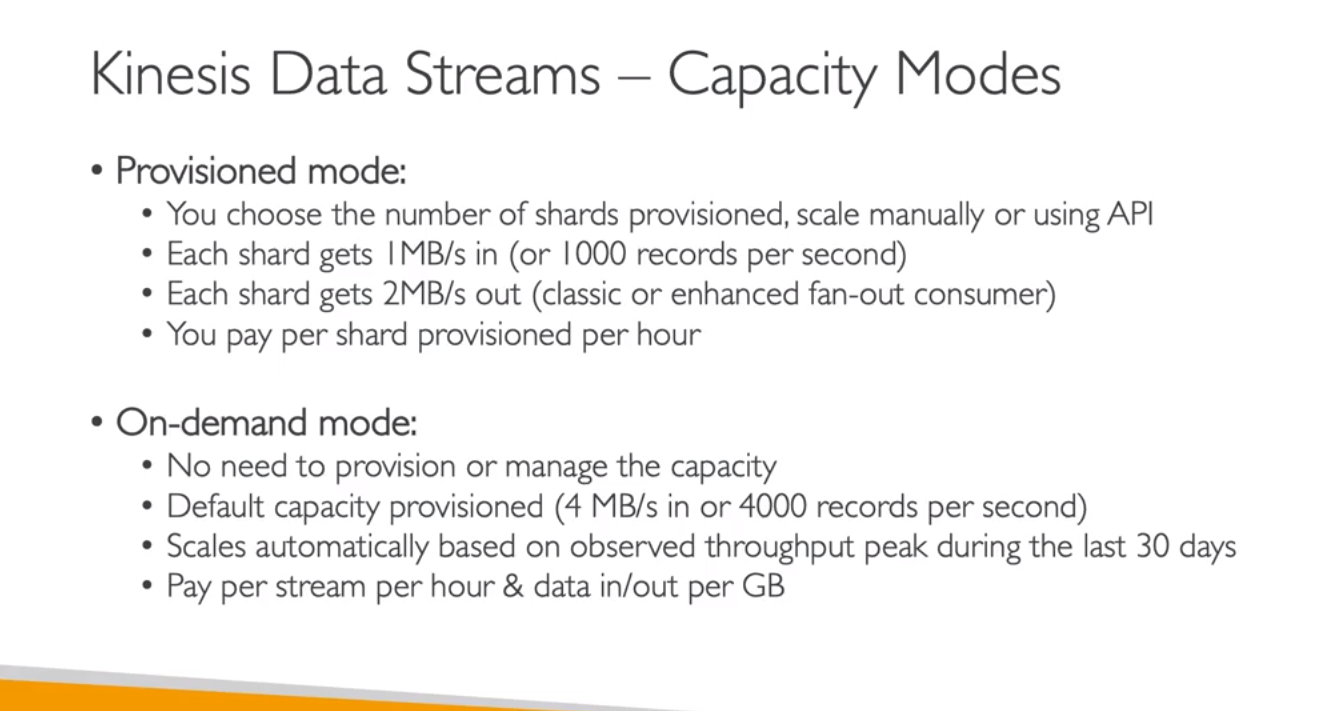 Kinesis Data Streams – Capacity Modes
• Provisioned mode:
• You choose the number of shards provisioned, scale manually or using API
• Each shard gets 1MB/s in (or 1000 records per second)
• Each shard gets 2MB/s out (classic or enhanced fan-out consumer)
• You pay per shard provisioned per hour
• On-demand mode:
• No need to provision or manage the capacity
• Default capacity provisioned (4 MB/s in or 4000 records per second)
• Scales automatically based on observed throughput peak during the last 30 days
• Pay per stream per hour & data in/out per GB